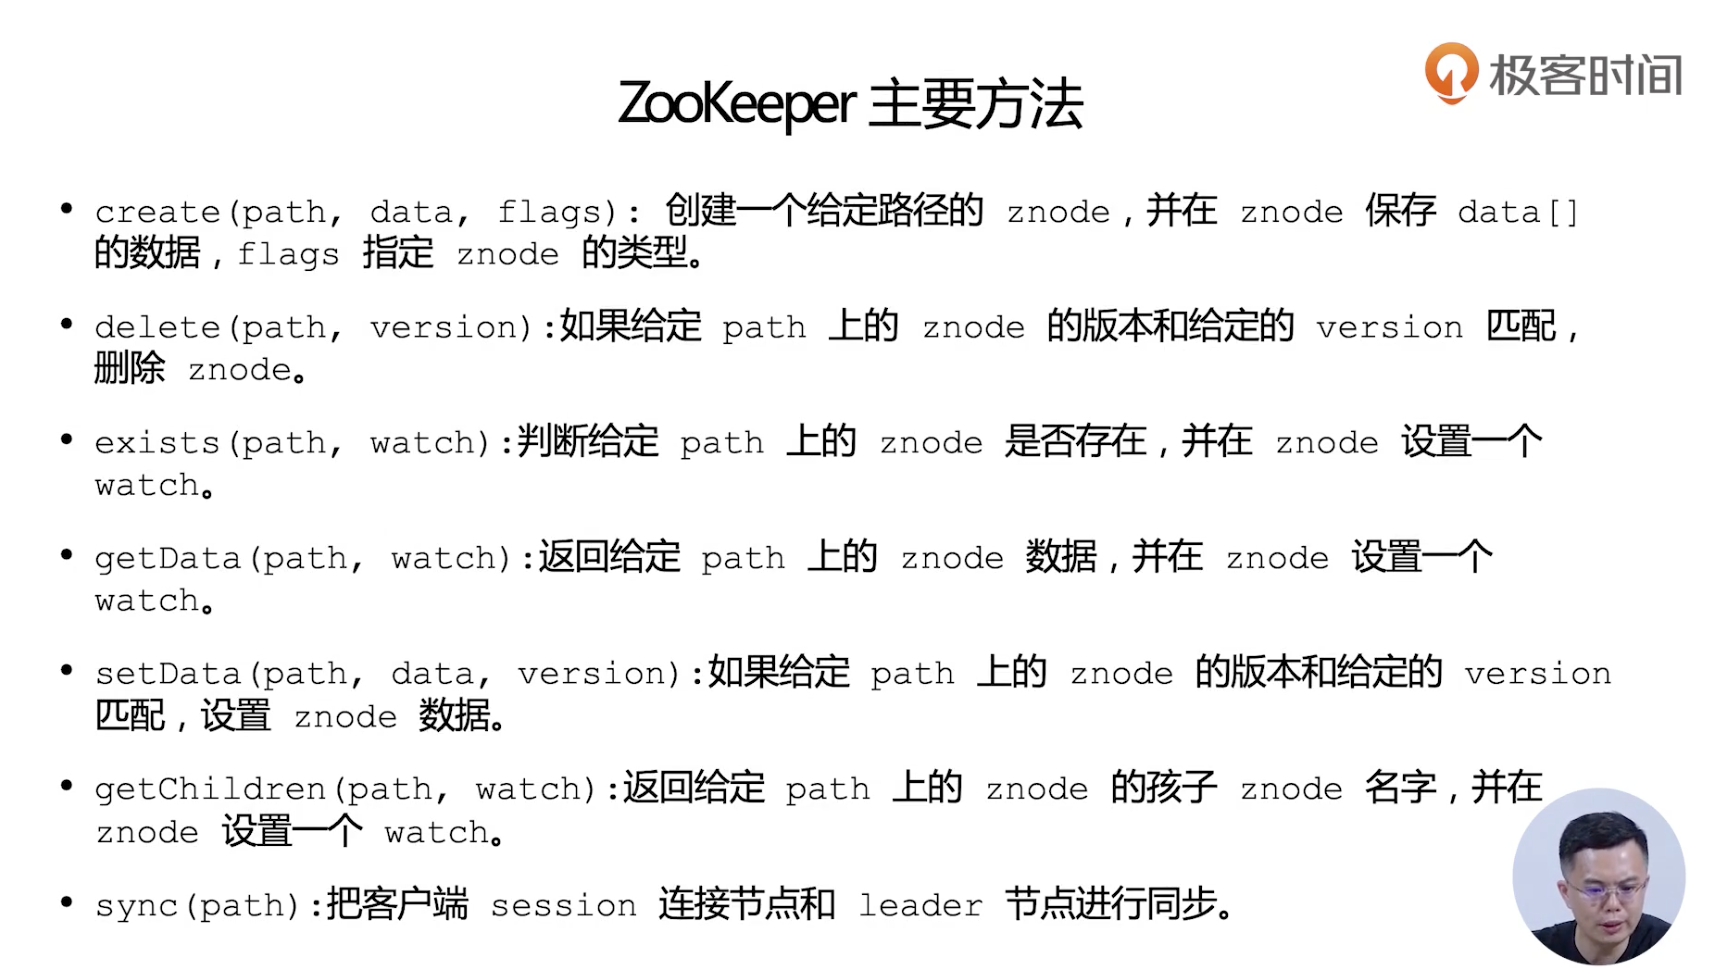 极客时间
ZooKeeper 主要方法
• create(path, data, flags): 创建一个给定路径的 znode，并在 znode 保存 data[]
的数据，flags 指定 znode 的类型。
• delete(path, version):如果给定 path 上的 znode 的版本和给定的 version 匹配，
删除 znode。
• exists(path, watch):判断给定 path 上的 znode 是否存在，并在 znode 设置一个
watch。
• getData(path, watch):返回给定 path 上的 znode 数据，并在 znode 设置一个
watch。
• setData(path, data, version):如果给定 path 上的 znode 的版本和给定的 version
匹配，设置 znode 数据。
• getChildren(path, watch):返回给定 path 上的 znode 的孩子 znode 名字，并在
znode 设置一个 watch。
• sync(path):把客户端 session 连接节点和 leader 节点进行同步。